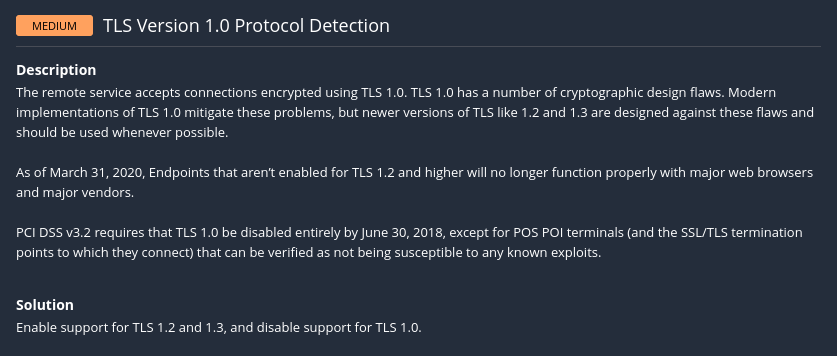 MEDIUM TLS Version 1.0 Protocol Detection
Description
The remote service accepts connections encrypted using TLS 1.0. TLS 1.0 has a number of cryptographic design flaws. Modern
implementations of TLS 1.0 mitigate these problems, but newer versions of TLS like 1.2 and 1.3 are designed against these flaws and
should be used whenever possible.
As of March 31, 2020, Endpoints that aren’t enabled for TLS 1.2 and higher will no longer function properly with major web browsers
and major vendors.
PCI DSS v3.2 requires that TLS 1.0 be disabled entirely by June 30, 2018, except for POS POI terminals (and the SSL/TLS termination
points to which they connect) that can be verified as not being susceptible to any known exploits.
Solution
Enable support for TLS 1.2 and 1.3, and disable support for TLS 1.0.